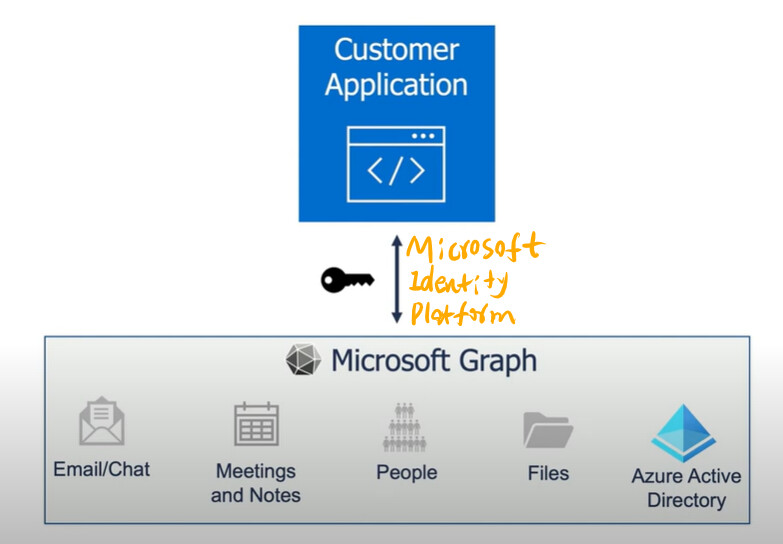 Customer
Application
Microsoft
Identity
Platform
Microsoft Graph
Email/Chat
Meetings
and Notes
People
Files
Azure Active
Directory